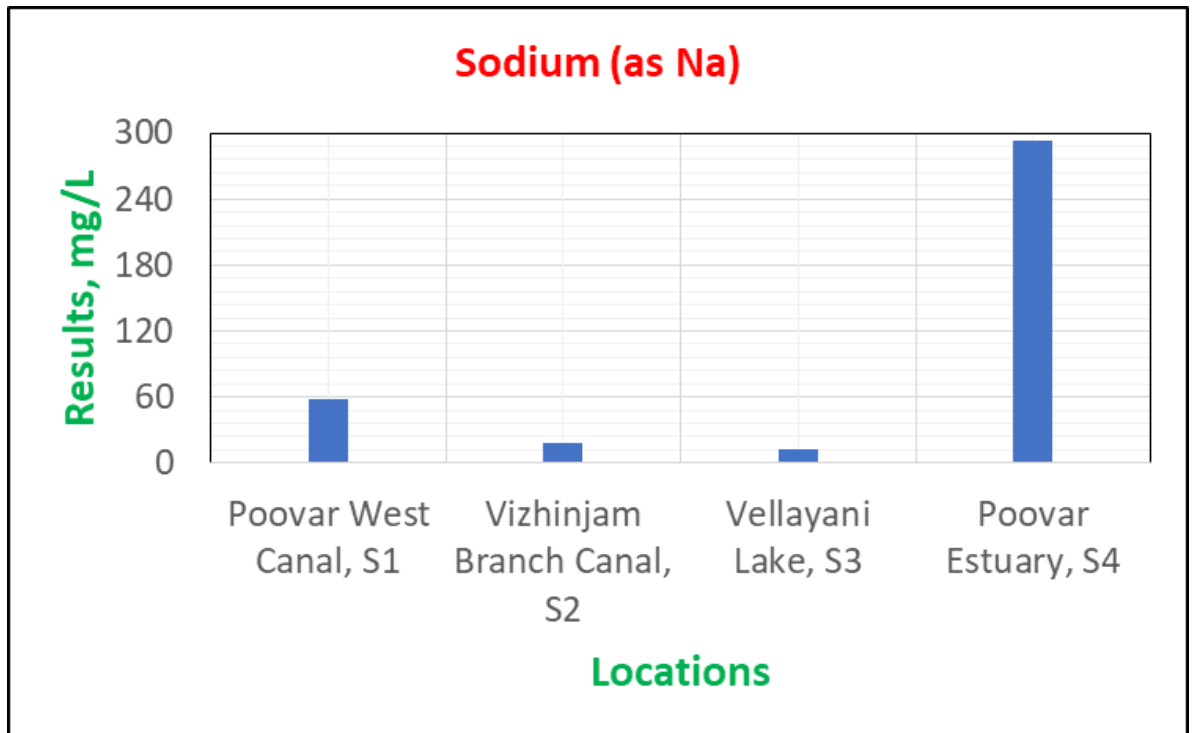 Sodium (as Na)
Results, mg/L
300
240
180
120
60
0
Poovar West
Canal, S1
Vizhinjam
Branch Canal,
S2
Vellayani
Lake, S3
Poovar
Estuary, S4
Locations